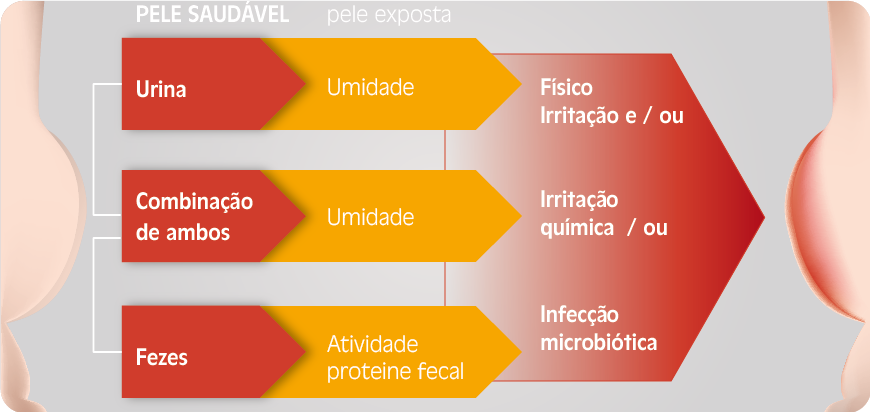 PELE SAUDÁVEL
pele exposta
Urina
Umidade
Físico
Irritação e / ou
Combinação
de ambos
Umidade
Irritação
química / ou
Fezes
Atividade
proteine fecal
Infecção
microbiótica